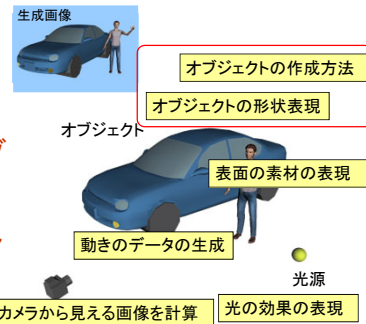 生成画像
オブジェクトの作成方法
オブジェクトの形状表現
オブジェクト
表面の素材の表現
動きのデータの生成
光源
カメラから見える画像を計算
光の効果の表現